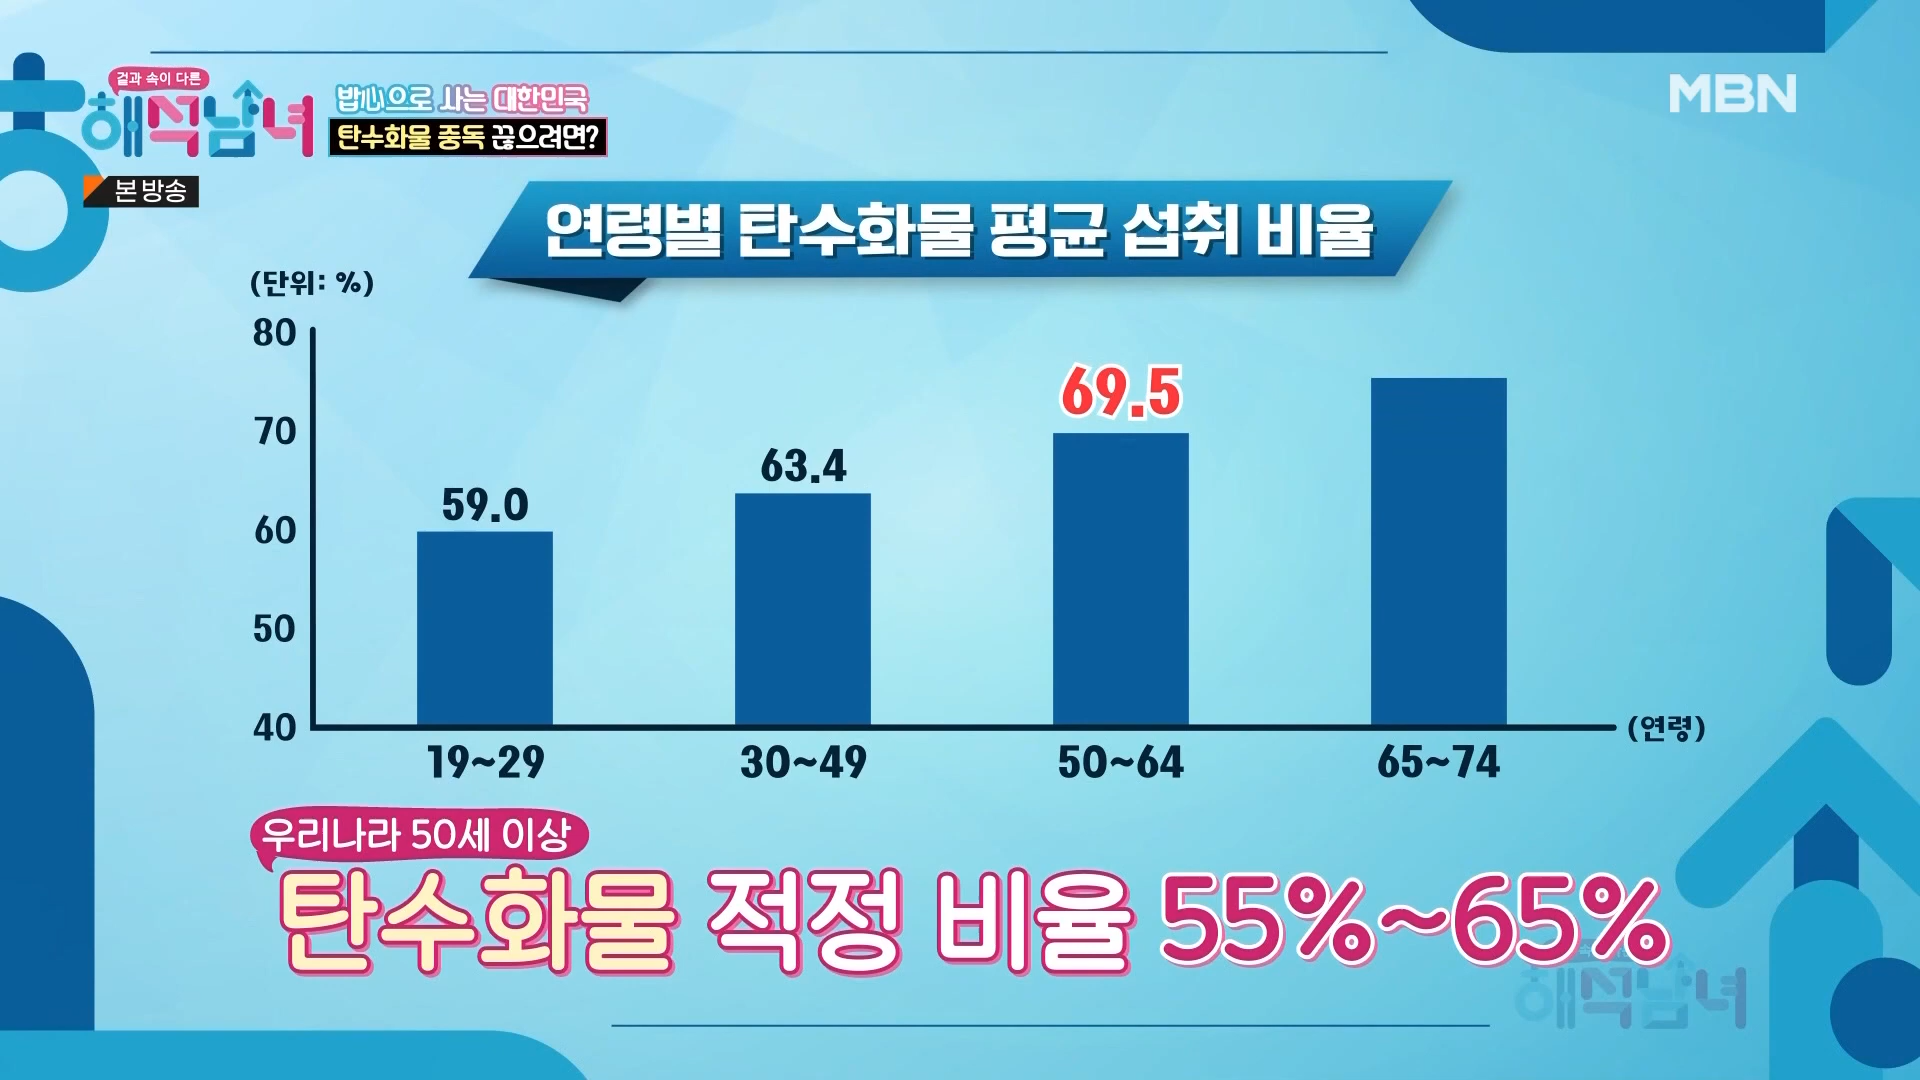 겉과 속이 다른
해석남녀
밥心으로 사는 대한민국
탄수화물 중독 끊으려면?
MBN
본방송
연령별 탄수화물 평균 섭취 비율
(단위: %)
80
70
60
50
40
59.0
63.4
69.5
19~29
30~49
50~64
65~74
(연령)
우리나라 50세 이상
탄수화물 적정 비율 55%~65%
해석남녀